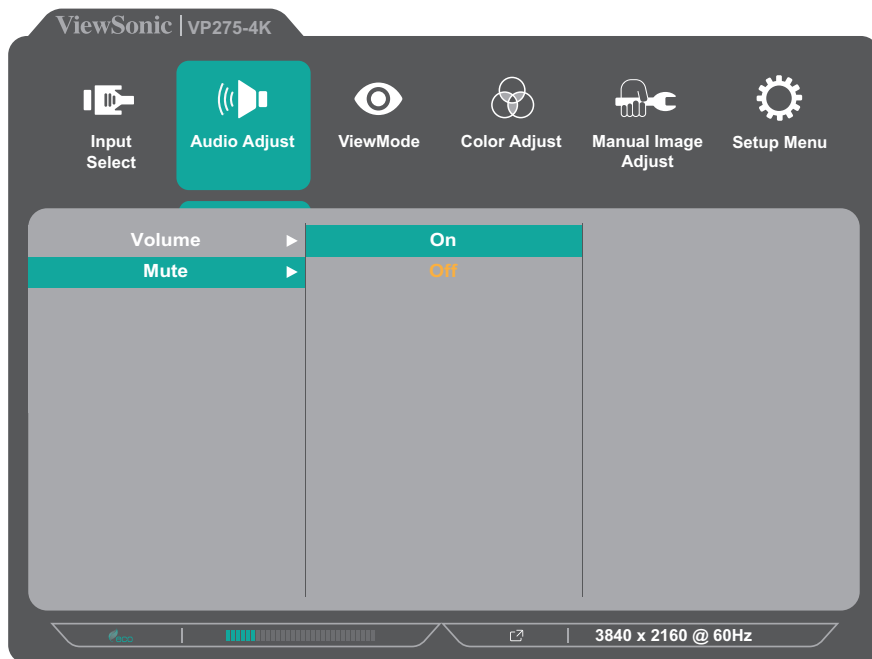 ViewSonic | VP275-4K
Input
Select
Audio Adjust
ViewMode
Color Adjust
Manual Image
Adjust
Setup Menu
Volume
On
Mute
Off
eco
3840 x 2160 @ 60Hz